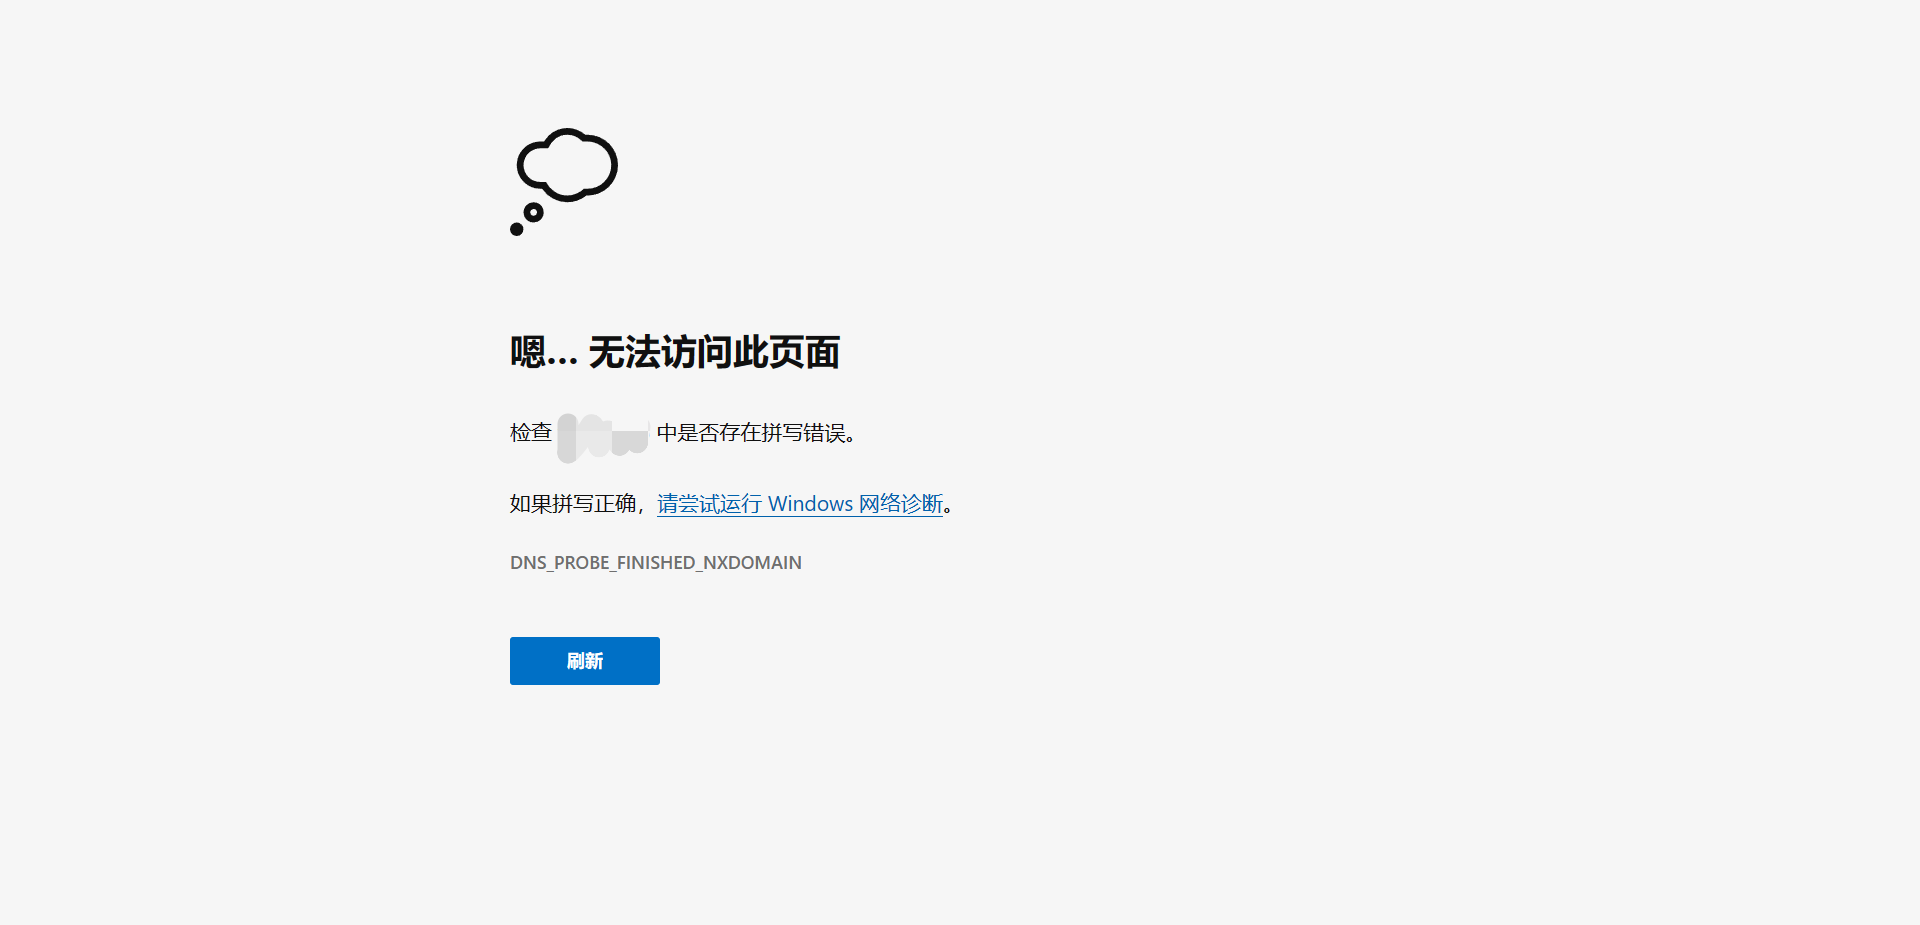 嗯… 无法访问此页面
检查 中是否存在拼写错误。
如果拼写正确，请尝试运行 Windows 网络诊断。
DNS_PROBE_FINISHED_NXDOMAIN
刷新